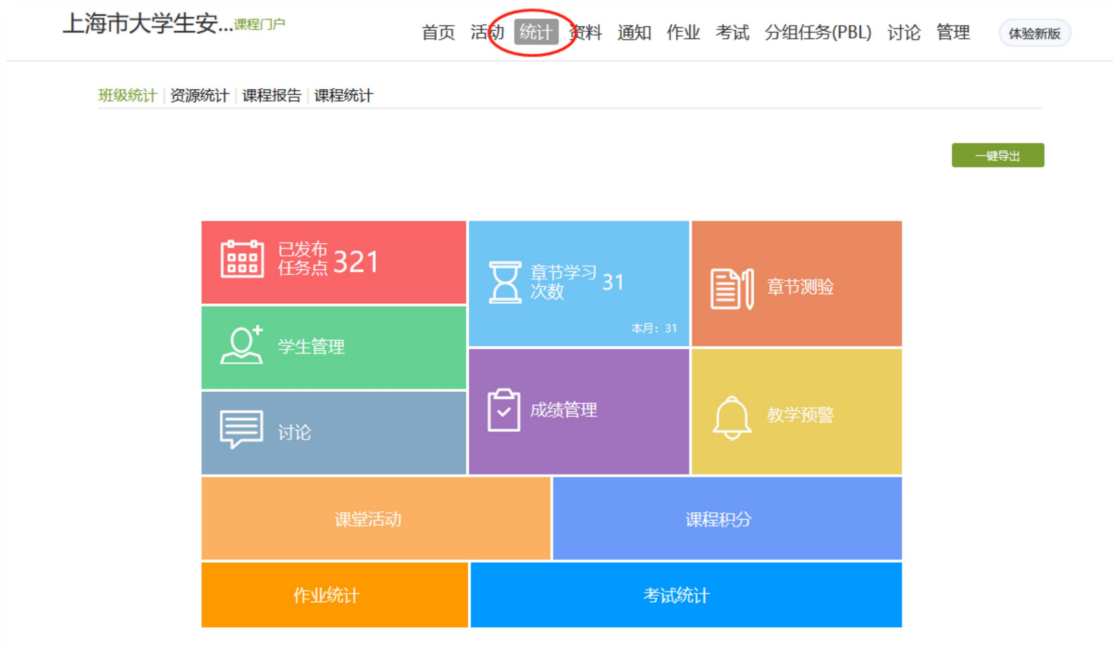 上海市大学生安...课程门户
首页 活动 统计 资料 通知 作业 考试 分组任务(PBL) 讨论 管理 体验新版
班级统计 资源统计 课程报告 课程统计
一键导出
已发布
任务点 321
章节学习
次数 31
本月：31
章节测验
学生管理
成绩管理
教学预警
讨论
课堂活动
课程积分
作业统计
考试统计